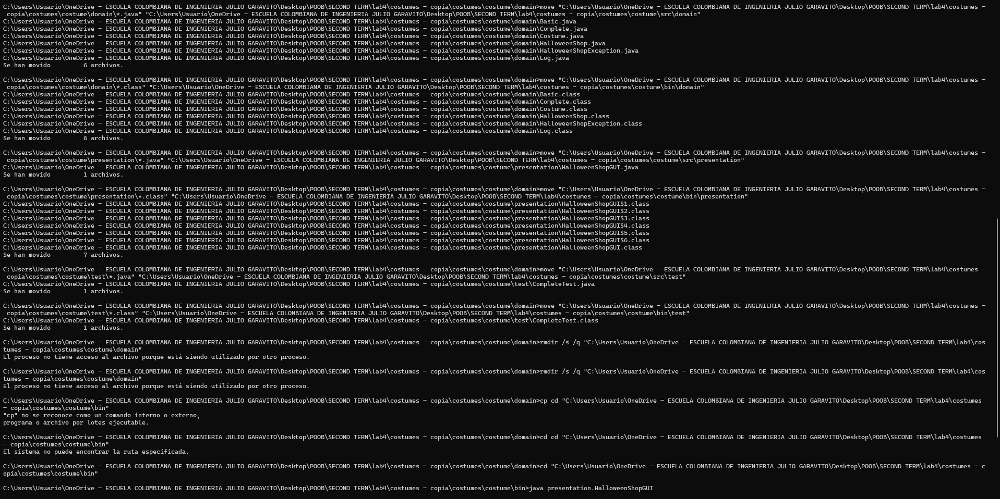 C:\Users\Usuario\OneDrive - ESCUELA COLOMBIANA DE INGENIERIA JULIO GARAVITO\Desktop\POOB\SECOND TERM\lab4\costumes - copia\costumes\costume\domain>move "C:\Users\Usuario\OneDrive - ESCUELA COLOMBIANA DE INGENIERIA JULIO GARAVITO\Desktop\POOB\SECOND TERM\lab4\costumes -
 copia\costumes\costume\domain\*.java" "C:\Users\Usuario\OneDrive - ESCUELA COLOMBIANA DE INGENIERIA JULIO GARAVITO\Desktop\POOB\SECOND TERM\lab4\costumes - copia\costumes\costume\src\domain"
C:\Users\Usuario\OneDrive - ESCUELA COLOMBIANA DE INGENIERIA JULIO GARAVITO\Desktop\POOB\SECOND TERM\lab4\costumes - copia\costumes\costume\domain\Basic.java
C:\Users\Usuario\OneDrive - ESCUELA COLOMBIANA DE INGENIERIA JULIO GARAVITO\Desktop\POOB\SECOND TERM\lab4\costumes - copia\costumes\costume\domain\Complete.java
C:\Users\Usuario\OneDrive - ESCUELA COLOMBIANA DE INGENIERIA JULIO GARAVITO\Desktop\POOB\SECOND TERM\lab4\costumes - copia\costumes\costume\domain\Costume.java
C:\Users\Usuario\OneDrive - ESCUELA COLOMBIANA DE INGENIERIA JULIO GARAVITO\Desktop\POOB\SECOND TERM\lab4\costumes - copia\costumes\costume\domain\HalloweenShop.java
C:\Users\Usuario\OneDrive - ESCUELA COLOMBIANA DE INGENIERIA JULIO GARAVITO\Desktop\POOB\SECOND TERM\lab4\costumes - copia\costumes\costume\domain\HalloweenShopException.java
C:\Users\Usuario\OneDrive - ESCUELA COLOMBIANA DE INGENIERIA JULIO GARAVITO\Desktop\POOB\SECOND TERM\lab4\costumes - copia\costumes\costume\domain\Log.java
Se han movido         6 archivos.

C:\Users\Usuario\OneDrive - ESCUELA COLOMBIANA DE INGENIERIA JULIO GARAVITO\Desktop\POOB\SECOND TERM\lab4\costumes - copia\costumes\costume\domain>move "C:\Users\Usuario\OneDrive - ESCUELA COLOMBIANA DE INGENIERIA JULIO GARAVITO\Desktop\POOB\SECOND TERM\lab4\costumes -
 copia\costumes\costume\domain\*.class" "C:\Users\Usuario\OneDrive - ESCUELA COLOMBIANA DE INGENIERIA JULIO GARAVITO\Desktop\POOB\SECOND TERM\lab4\costumes - copia\costumes\costume\bin\domain"
C:\Users\Usuario\OneDrive - ESCUELA COLOMBIANA DE INGENIERIA JULIO GARAVITO\Desktop\POOB\SECOND TERM\lab4\costumes - copia\costumes\costume\domain\Basic.class
C:\Users\Usuario\OneDrive - ESCUELA COLOMBIANA DE INGENIERIA JULIO GARAVITO\Desktop\POOB\SECOND TERM\lab4\costumes - copia\costumes\costume\domain\Complete.class
C:\Users\Usuario\OneDrive - ESCUELA COLOMBIANA DE INGENIERIA JULIO GARAVITO\Desktop\POOB\SECOND TERM\lab4\costumes - copia\costumes\costume\domain\Costume.class
C:\Users\Usuario\OneDrive - ESCUELA COLOMBIANA DE INGENIERIA JULIO GARAVITO\Desktop\POOB\SECOND TERM\lab4\costumes - copia\costumes\costume\domain\HalloweenShop.class
C:\Users\Usuario\OneDrive - ESCUELA COLOMBIANA DE INGENIERIA JULIO GARAVITO\Desktop\POOB\SECOND TERM\lab4\costumes - copia\costumes\costume\domain\HalloweenShopException.class
C:\Users\Usuario\OneDrive - ESCUELA COLOMBIANA DE INGENIERIA JULIO GARAVITO\Desktop\POOB\SECOND TERM\lab4\costumes - copia\costumes\costume\domain\Log.class
Se han movido         6 archivos.

C:\Users\Usuario\OneDrive - ESCUELA COLOMBIANA DE INGENIERIA JULIO GARAVITO\Desktop\POOB\SECOND TERM\lab4\costumes - copia\costumes\costume\domain>move "C:\Users\Usuario\OneDrive - ESCUELA COLOMBIANA DE INGENIERIA JULIO GARAVITO\Desktop\POOB\SECOND TERM\lab4\costumes -
 copia\costumes\costume\presentation\*.java" "C:\Users\Usuario\OneDrive - ESCUELA COLOMBIANA DE INGENIERIA JULIO GARAVITO\Desktop\POOB\SECOND TERM\lab4\costumes - copia\costumes\costume\src\presentation"
C:\Users\Usuario\OneDrive - ESCUELA COLOMBIANA DE INGENIERIA JULIO GARAVITO\Desktop\POOB\SECOND TERM\lab4\costumes - copia\costumes\costume\presentation\HalloweenShopGUI.java
Se han movido         1 archivos.

C:\Users\Usuario\OneDrive - ESCUELA COLOMBIANA DE INGENIERIA JULIO GARAVITO\Desktop\POOB\SECOND TERM\lab4\costumes - copia\costumes\costume\domain>move "C:\Users\Usuario\OneDrive - ESCUELA COLOMBIANA DE INGENIERIA JULIO GARAVITO\Desktop\POOB\SECOND TERM\lab4\costumes -
 copia\costumes\costume\presentation\*.class" "C:\Users\Usuario\OneDrive - ESCUELA COLOMBIANA DE INGENIERIA JULIO GARAVITO\Desktop\POOB\SECOND TERM\lab4\costumes - copia\costumes\costume\bin\presentation"
C:\Users\Usuario\OneDrive - ESCUELA COLOMBIANA DE INGENIERIA JULIO GARAVITO\Desktop\POOB\SECOND TERM\lab4\costumes - copia\costumes\costume\presentation\HalloweenShopGUI$1.class
C:\Users\Usuario\OneDrive - ESCUELA COLOMBIANA DE INGENIERIA JULIO GARAVITO\Desktop\POOB\SECOND TERM\lab4\costumes - copia\costumes\costume\presentation\HalloweenShopGUI$2.class
C:\Users\Usuario\OneDrive - ESCUELA COLOMBIANA DE INGENIERIA JULIO GARAVITO\Desktop\POOB\SECOND TERM\lab4\costumes - copia\costumes\costume\presentation\HalloweenShopGUI$3.class
C:\Users\Usuario\OneDrive - ESCUELA COLOMBIANA DE INGENIERIA JULIO GARAVITO\Desktop\POOB\SECOND TERM\lab4\costumes - copia\costumes\costume\presentation\HalloweenShopGUI$4.class
C:\Users\Usuario\OneDrive - ESCUELA COLOMBIANA DE INGENIERIA JULIO GARAVITO\Desktop\POOB\SECOND TERM\lab4\costumes - copia\costumes\costume\presentation\HalloweenShopGUI$5.class
C:\Users\Usuario\OneDrive - ESCUELA COLOMBIANA DE INGENIERIA JULIO GARAVITO\Desktop\POOB\SECOND TERM\lab4\costumes - copia\costumes\costume\presentation\HalloweenShopGUI$6.class
C:\Users\Usuario\OneDrive - ESCUELA COLOMBIANA DE INGENIERIA JULIO GARAVITO\Desktop\POOB\SECOND TERM\lab4\costumes - copia\costumes\costume\presentation\HalloweenShopGUI.class
Se han movido         7 archivos.

C:\Users\Usuario\OneDrive - ESCUELA COLOMBIANA DE INGENIERIA JULIO GARAVITO\Desktop\POOB\SECOND TERM\lab4\costumes - copia\costumes\costume\domain>move "C:\Users\Usuario\OneDrive - ESCUELA COLOMBIANA DE INGENIERIA JULIO GARAVITO\Desktop\POOB\SECOND TERM\lab4\costumes -
 copia\costumes\costume\test\*.java" "C:\Users\Usuario\OneDrive - ESCUELA COLOMBIANA DE INGENIERIA JULIO GARAVITO\Desktop\POOB\SECOND TERM\lab4\costumes - copia\costumes\costume\src\test"
C:\Users\Usuario\OneDrive - ESCUELA COLOMBIANA DE INGENIERIA JULIO GARAVITO\Desktop\POOB\SECOND TERM\lab4\costumes - copia\costumes\costume\test\CompleteTest.java
Se han movido         1 archivos.

C:\Users\Usuario\OneDrive - ESCUELA COLOMBIANA DE INGENIERIA JULIO GARAVITO\Desktop\POOB\SECOND TERM\lab4\costumes - copia\costumes\costume\domain>move "C:\Users\Usuario\OneDrive - ESCUELA COLOMBIANA DE INGENIERIA JULIO GARAVITO\Desktop\POOB\SECOND TERM\lab4\costumes -
 copia\costumes\costume\test\*.class" "C:\Users\Usuario\OneDrive - ESCUELA COLOMBIANA DE INGENIERIA JULIO GARAVITO\Desktop\POOB\SECOND TERM\lab4\costumes - copia\costumes\costume\bin\test"
C:\Users\Usuario\OneDrive - ESCUELA COLOMBIANA DE INGENIERIA JULIO GARAVITO\Desktop\POOB\SECOND TERM\lab4\costumes - copia\costumes\costume\test\CompleteTest.class
Se han movido         1 archivos.

C:\Users\Usuario\OneDrive - ESCUELA COLOMBIANA DE INGENIERIA JULIO GARAVITO\Desktop\POOB\SECOND TERM\lab4\costumes - copia\costumes\costume\domain>rmdir /s /q "C:\Users\Usuario\OneDrive - ESCUELA COLOMBIANA DE INGENIERIA JULIO GARAVITO\Desktop\POOB\SECOND TERM\lab4\cos
tumes - copia\costumes\costume\domain"
El proceso no tiene acceso al archivo porque está siendo utilizado por otro proceso.

C:\Users\Usuario\OneDrive - ESCUELA COLOMBIANA DE INGENIERIA JULIO GARAVITO\Desktop\POOB\SECOND TERM\lab4\costumes - copia\costumes\costume\domain>rmdir /s /q "C:\Users\Usuario\OneDrive - ESCUELA COLOMBIANA DE INGENIERIA JULIO GARAVITO\Desktop\POOB\SECOND TERM\lab4\cos
tumes - copia\costumes\costume\domain"
El proceso no tiene acceso al archivo porque está siendo utilizado por otro proceso.

C:\Users\Usuario\OneDrive - ESCUELA COLOMBIANA DE INGENIERIA JULIO GARAVITO\Desktop\POOB\SECOND TERM\lab4\costumes - copia\costumes\costume\domain>cp cd "C:\Users\Usuario\OneDrive - ESCUELA COLOMBIANA DE INGENIERIA JULIO GARAVITO\Desktop\POOB\SECOND TERM\lab4\costumes
- copia\costumes\costume\bin"
"cp" no se reconoce como un comando interno o externo,
programa o archivo por lotes ejecutable.

C:\Users\Usuario\OneDrive - ESCUELA COLOMBIANA DE INGENIERIA JULIO GARAVITO\Desktop\POOB\SECOND TERM\lab4\costumes - copia\costumes\costume\domain>cd cd "C:\Users\Usuario\OneDrive - ESCUELA COLOMBIANA DE INGENIERIA JULIO GARAVITO\Desktop\POOB\SECOND TERM\lab4\costumes
- copia\costumes\costume\bin"
El sistema no puede encontrar la ruta especificada.

C:\Users\Usuario\OneDrive - ESCUELA COLOMBIANA DE INGENIERIA JULIO GARAVITO\Desktop\POOB\SECOND TERM\lab4\costumes - copia\costumes\costume\domain>cd "C:\Users\Usuario\OneDrive - ESCUELA COLOMBIANA DE INGENIERIA JULIO GARAVITO\Desktop\POOB\SECOND TERM\lab4\costumes - c
opia\costumes\costume\bin"

C:\Users\Usuario\OneDrive - ESCUELA COLOMBIANA DE INGENIERIA JULIO GARAVITO\Desktop\POOB\SECOND TERM\lab4\costumes - copia\costumes\costume\bin>java presentation.HalloweenShopGUI